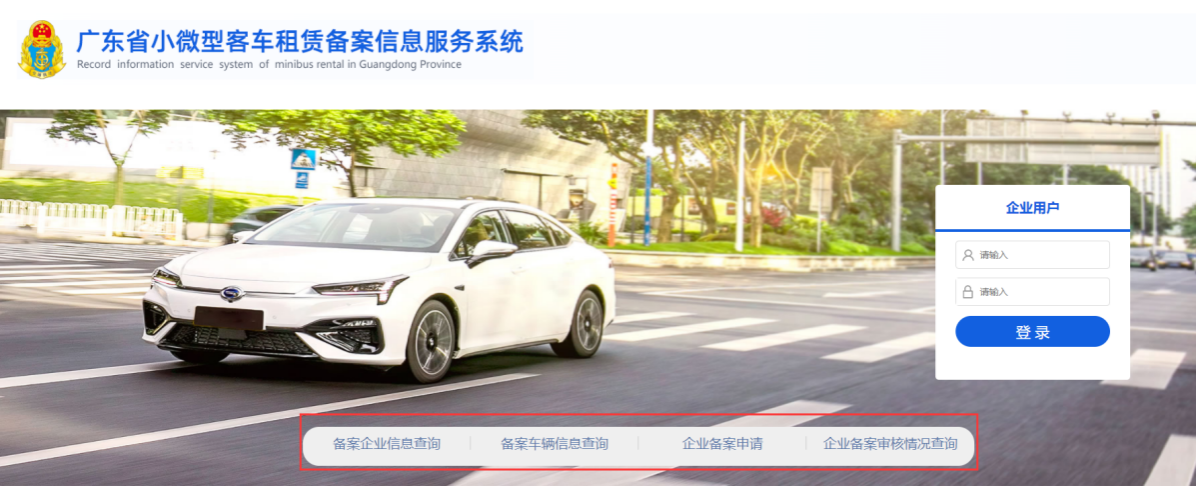 广东省小微型客车租赁备案信息服务系统
Record information service system of minibus rental in Guangdong Province
企业用户
请输入
请输入
登录
备案企业信息查询
备案车辆信息查询
企业备案申请
企业备案审核情况查询